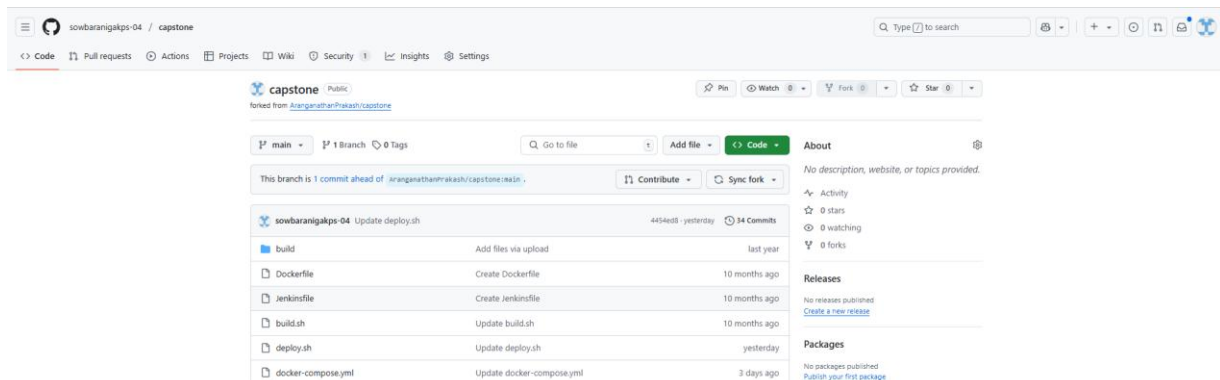 sowbaranigakps-04 / capstone
Type / to search
Code Pull requests Actions Projects Wiki Security 1 Insights Settings
capstone Public
Pin Watch 0 Fork 0 Star 0
forked from AranganathanPrakash/capstone
main 1 Branch 0 Tags Go to file t Add file Code
About
No description, website, or topics provided.
This branch is 1 commit ahead of AranganathanPrakash/capstone:main .
Contribute Sync fork
Activity
0 stars
0 watching
0 forks
sowbaranigakps-04 Update deploy.sh 4454ed8 · yesterday 34 Commits
build Add files via upload last year
Dockerfile Create Dockerfile 10 months ago
Jenkinsfile Create Jenkinsfile 10 months ago
build.sh Update build.sh 10 months ago
deploy.sh Update deploy.sh yesterday
docker-compose.yml Update docker-compose.yml 3 days ago
Releases
No releases published
Create a new release
Packages
No packages published
Publish your first package